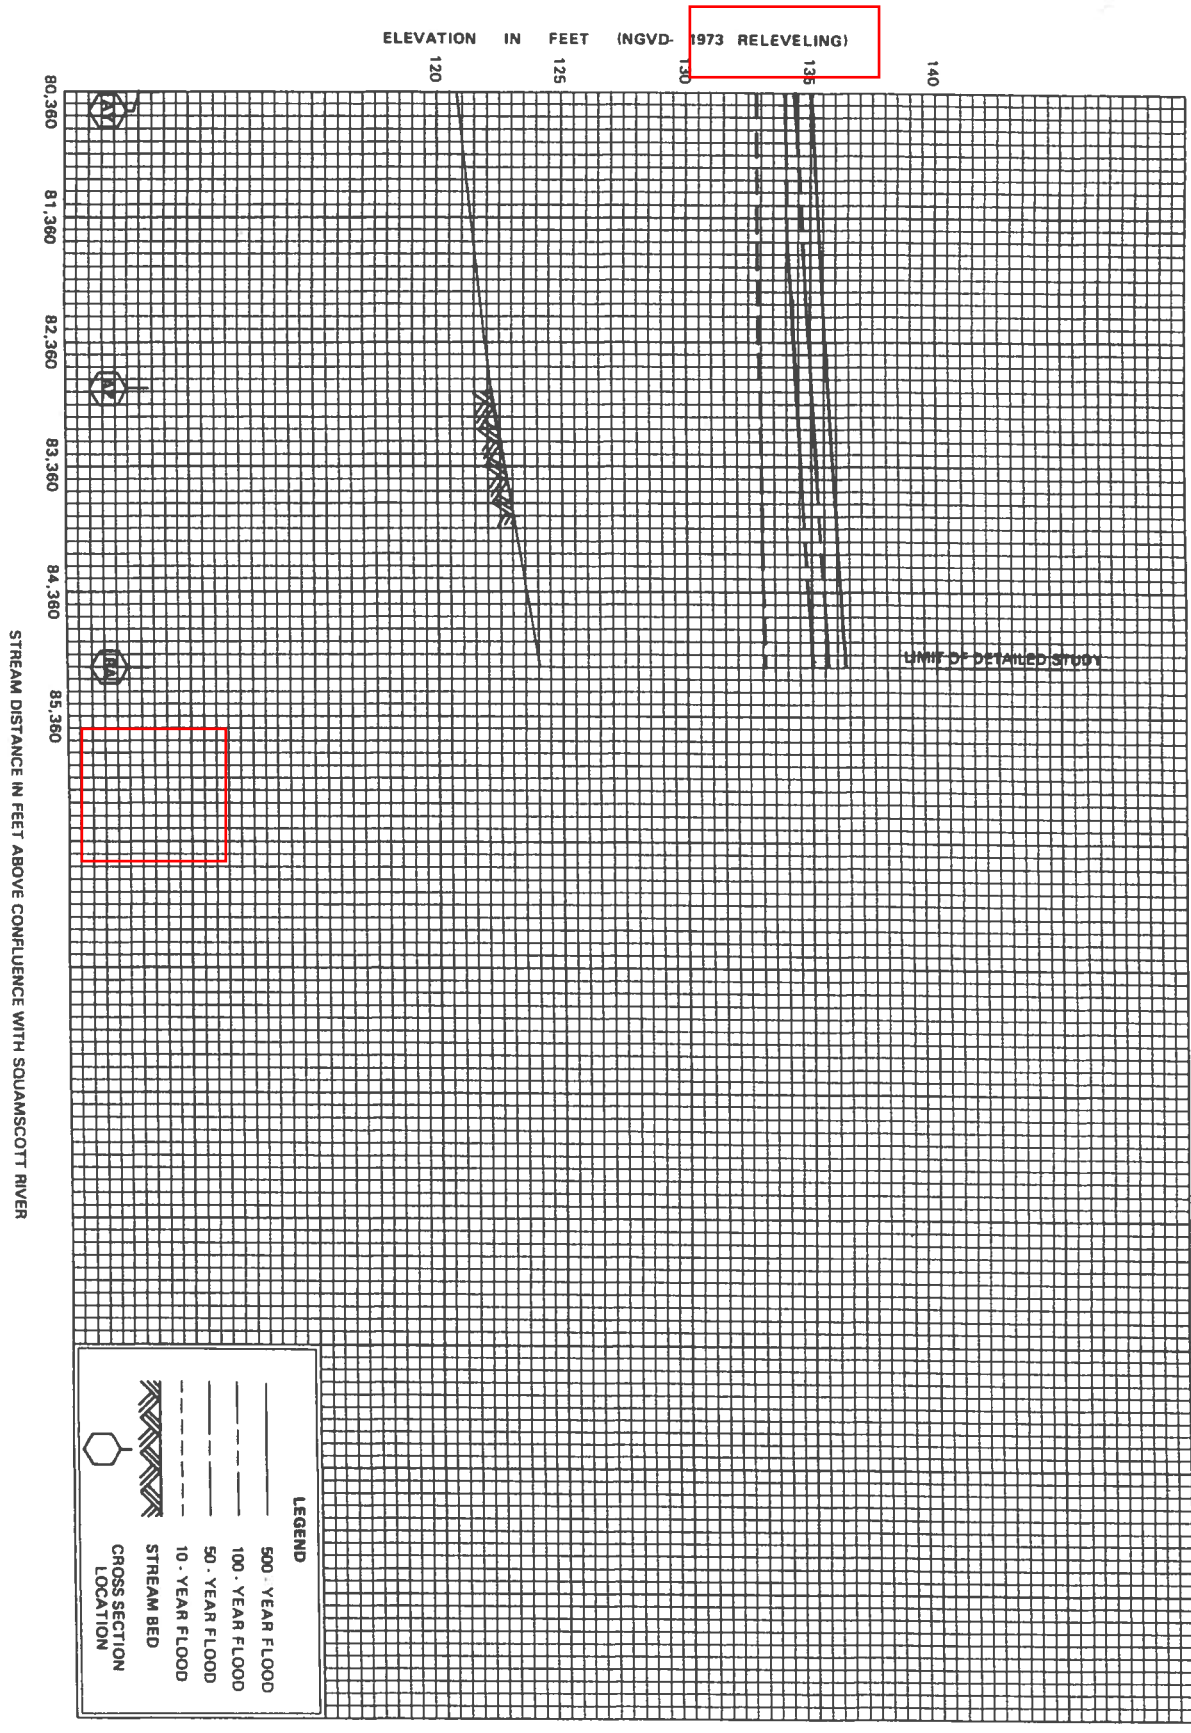 ELEVATION IN FEET (NGVD- 1973 RELEVELING)
120
125
130
135
140
80,360
81,360
82,360
83,360
84,360
85,360
STREAM DISTANCE IN FEET ABOVE CONFLUENCE WITH SQUAMSCOTT RIVER
AY
AZ
BA
LIMIT OF DETAILED STUDY
LEGEND
500 - YEAR FLOOD
100 - YEAR FLOOD
50 - YEAR FLOOD
10 - YEAR FLOOD
STREAM BED
CROSS SECTION
LOCATION